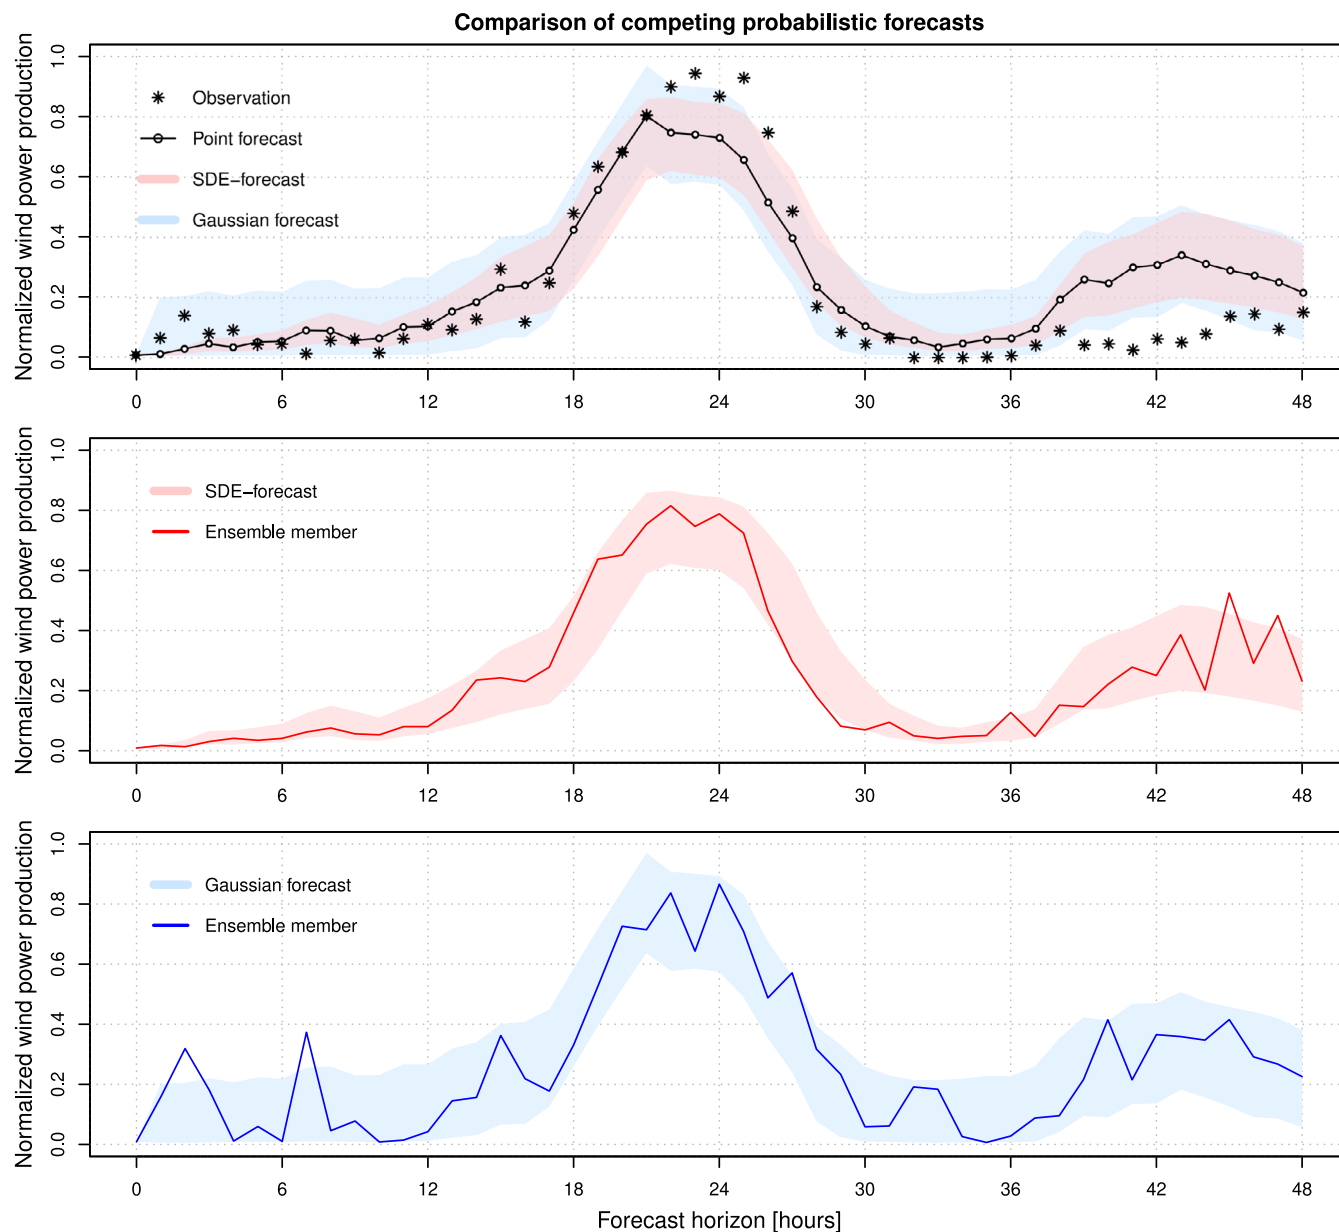 Comparison of competing probabilistic forecasts
Normalized wind power production
1.0
0.8
0.6
0.4
0.2
0.0
Observation
Point forecast
SDE−forecast
Gaussian forecast
0 6 12 18 24 30 36 42 48
Normalized wind power production
1.0
0.8
0.6
0.4
0.2
0.0
SDE−forecast
Ensemble member
0 6 12 18 24 30 36 42 48
Normalized wind power production
1.0
0.8
0.6
0.4
0.2
0.0
Gaussian forecast
Ensemble member
0 6 12 18 24 30 36 42 48
Forecast horizon [hours]